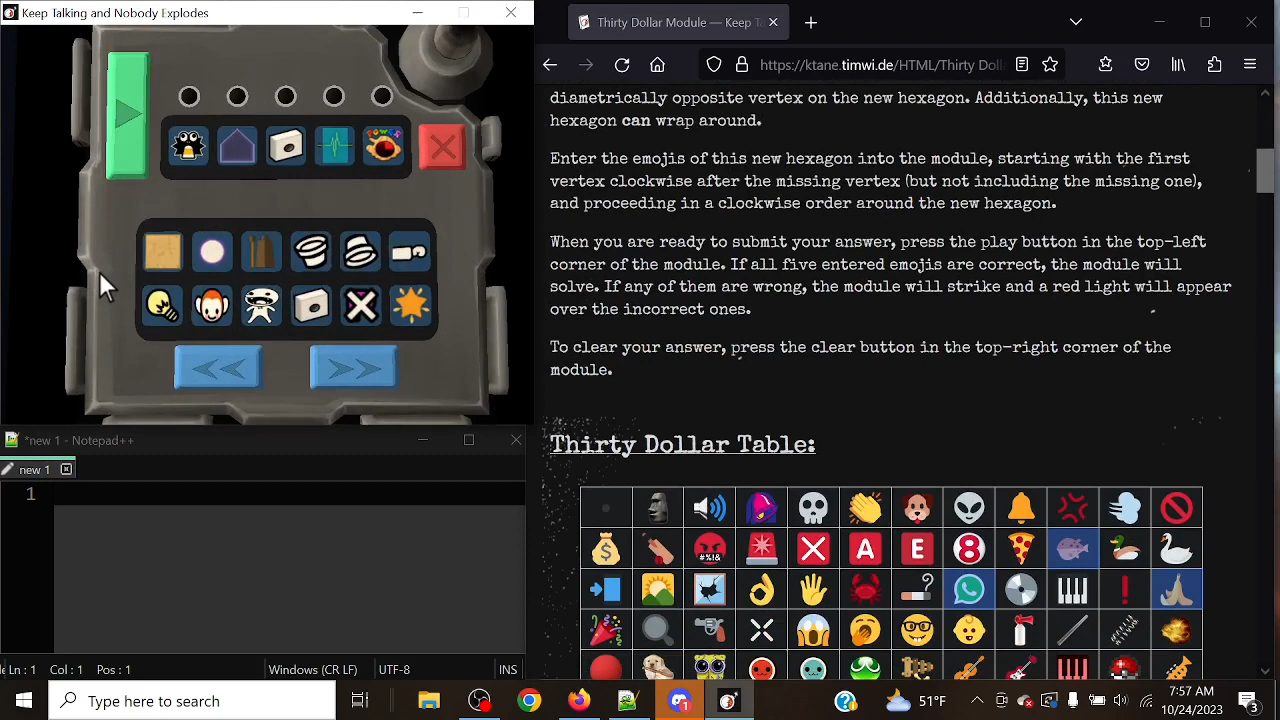 Keep Talking and Nobody Explodes
Thirty Dollar Module — Keep Ta
https://ktane.timwi.de/HTML/Thirty Doll
diametrically opposite vertex on the new hexagon. Additionally, this new
hexagon can wrap around.
Enter the emojis of this new hexagon into the module, starting with the first
vertex clockwise after the missing vertex (but not including the missing one),
and proceeding in a clockwise order around the new hexagon.
When you are ready to submit your answer, press the play button in the top-left
corner of the module. If all five entered emojis are correct, the module will
solve. If any of them are wrong, the module will strike and a red light will appear
over the incorrect ones.
To clear your answer, press the clear button in the top-right corner of the
module.
Thirty Dollar Table:
POWER
*new 1 - Notepad++
new 1
1
Ln: 1 Col: 1 Pos: 1 Windows (CR LF) UTF-8 INS
A E 8
Type here to search
1
51°F
7:57 AM
10/24/2023
3